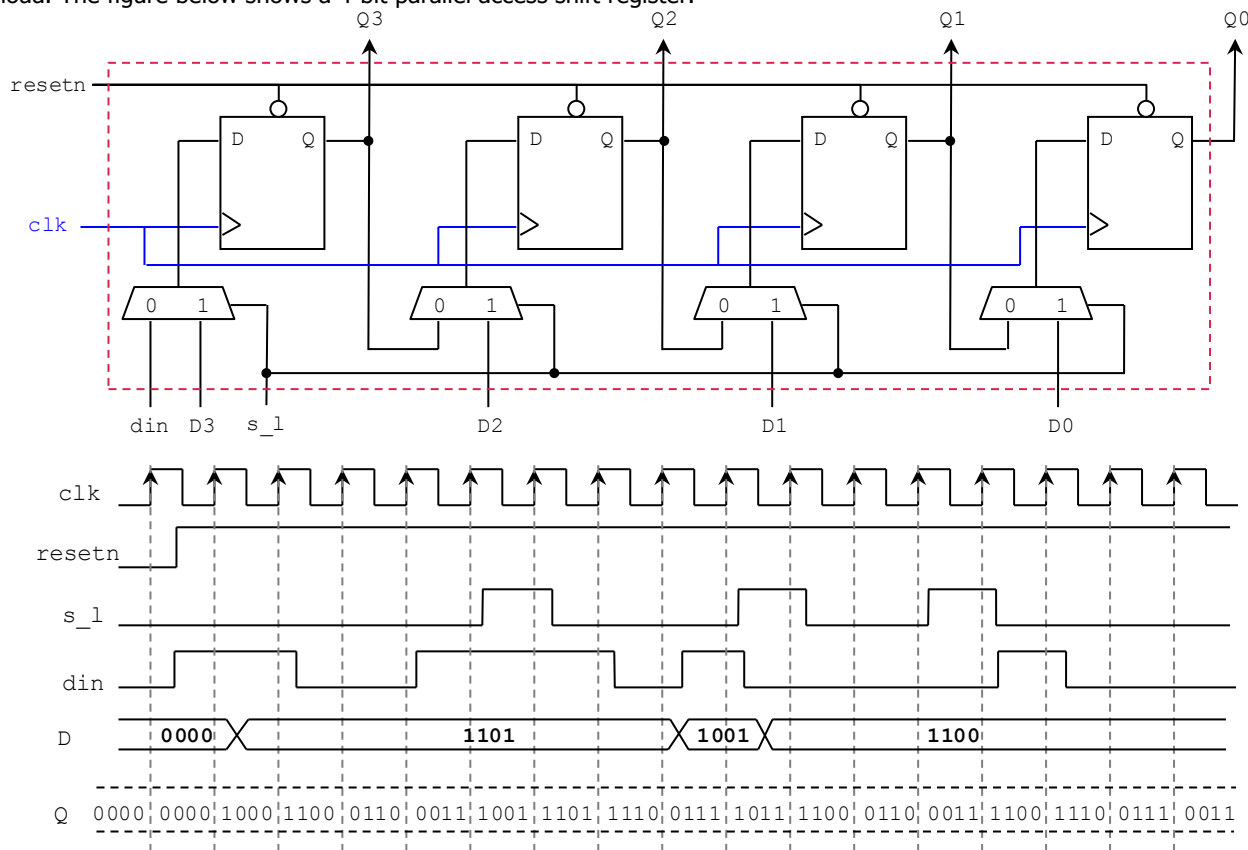 load. The figure below shows a 4-bit parallel access shift register.
Q3 Q2 Q1 Q0
resetn
D Q D Q D Q D Q
clk
0 1 0 1 0 1 0 1
din D3 s_l D2 D1 D0
clk
resetn
s_l
din
D 0000 1101 1001 1100
Q 0000 0000 1000 1100 0110 0011 1001 1101 1110 0111 1011 1100 0110 0011 1100 1110 0111 0011